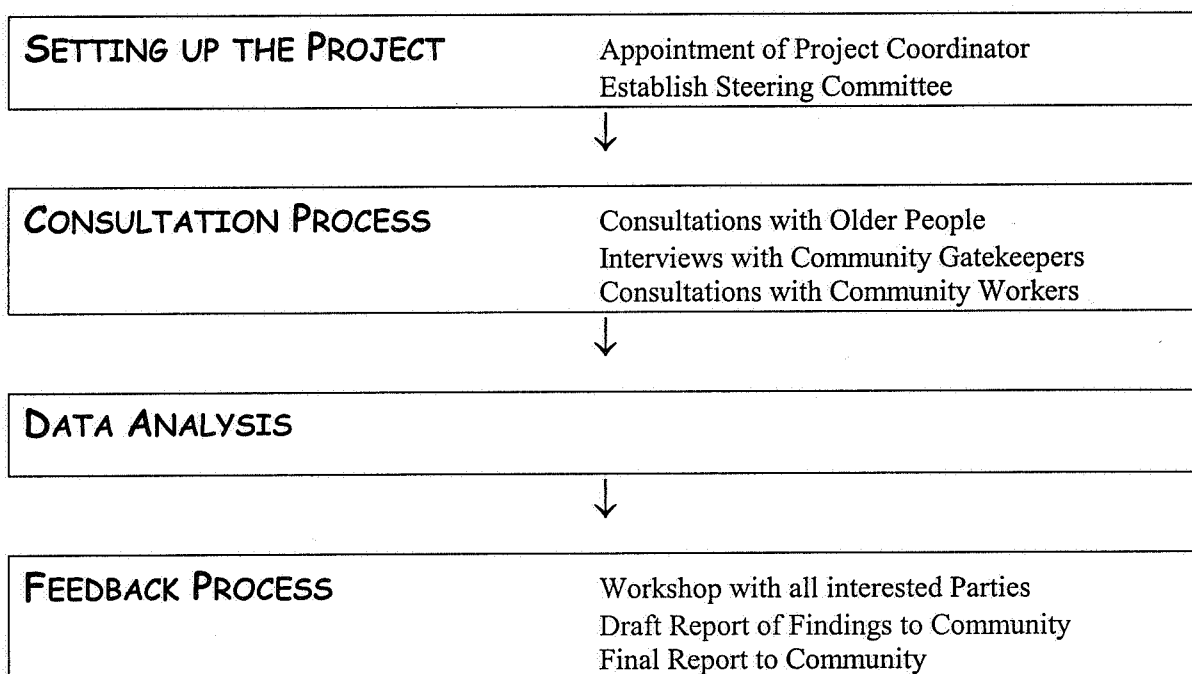 SETTING UP THE PROJECT
Appointment of Project Coordinator
Establish Steering Committee
↓
CONSULTATION PROCESS
Consultations with Older People
Interviews with Community Gatekeepers
Consultations with Community Workers
↓
DATA ANALYSIS
↓
FEEDBACK PROCESS
Workshop with all interested Parties
Draft Report of Findings to Community
Final Report to Community